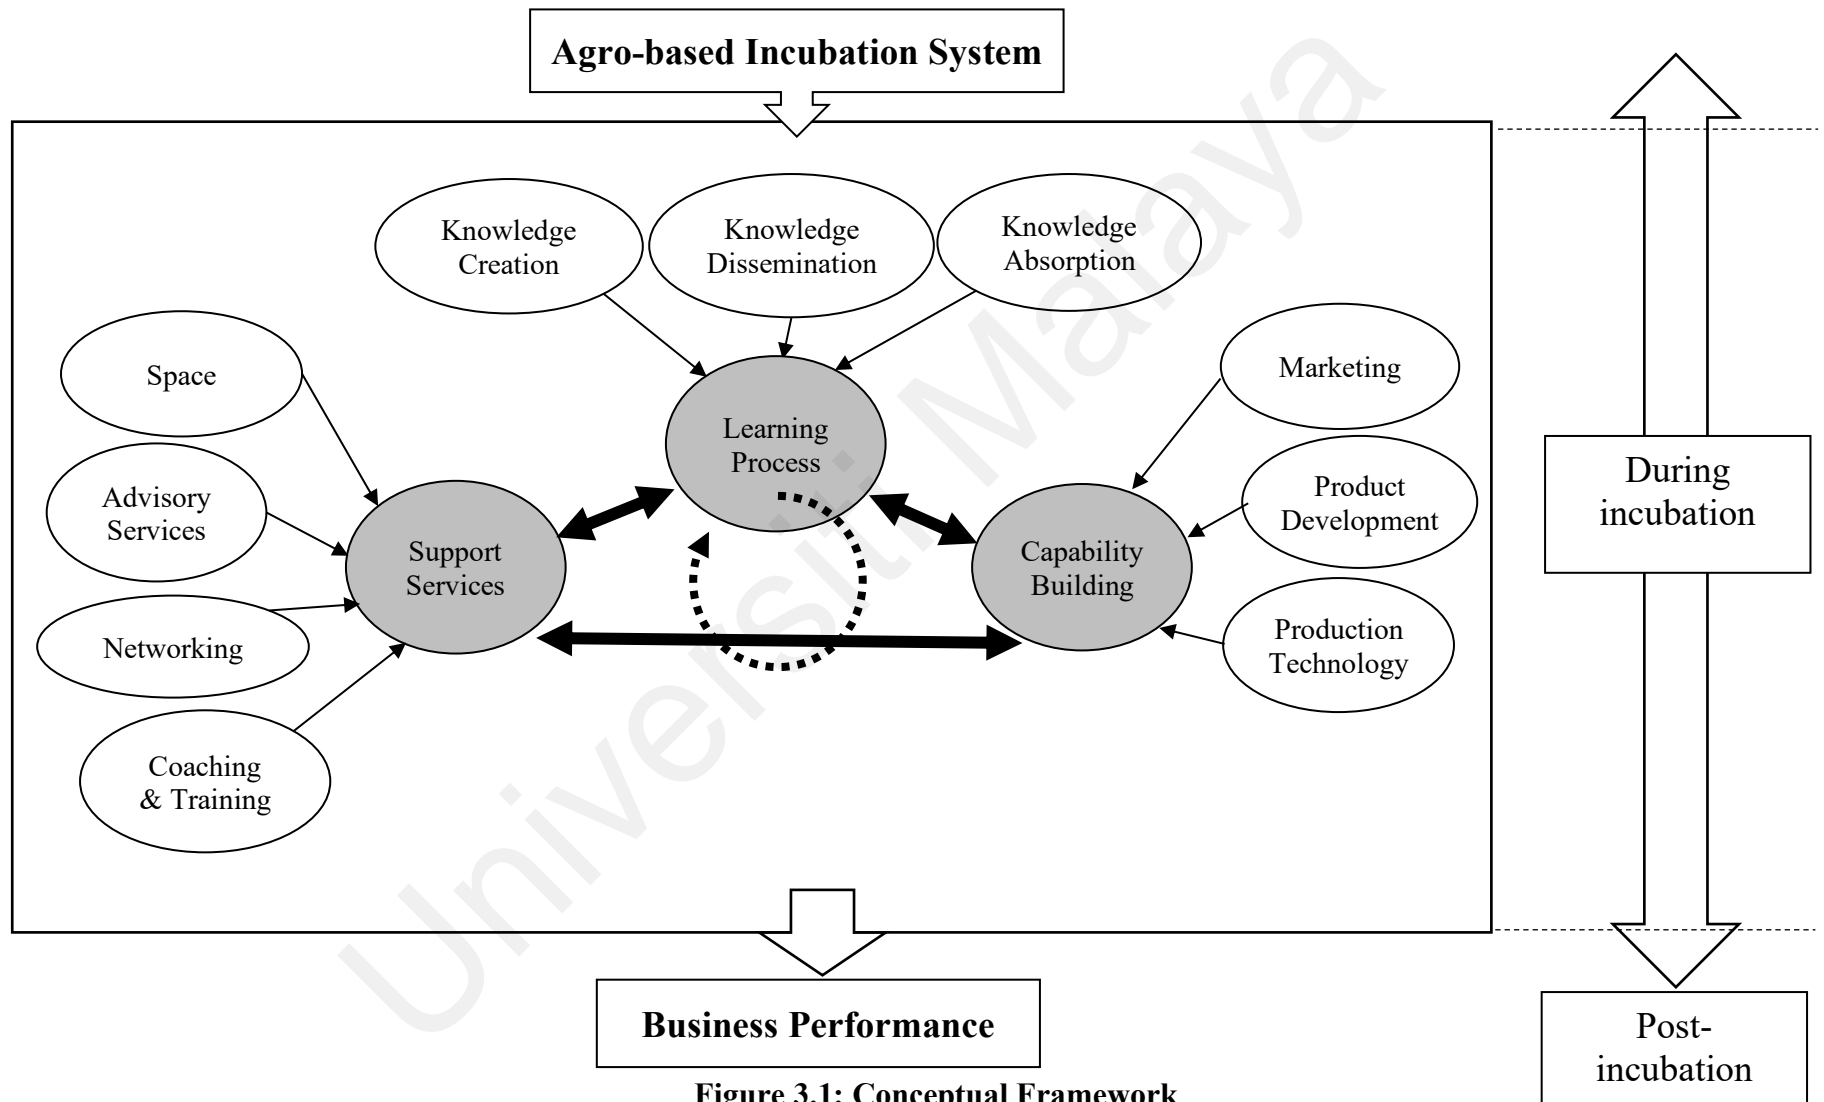 Agro-based Incubation System
Knowledge
Creation
Knowledge
Dissemination
Knowledge
Absorption
Space
Advisory
Services
Networking
Coaching
& Training
Support
Services
Learning
Process
Capability
Building
Marketing
Product
Development
Production
Technology
During
incubation
Business Performance
Post-
incubation
Figure 3.1: Conceptual Framework
Universiti Malaya